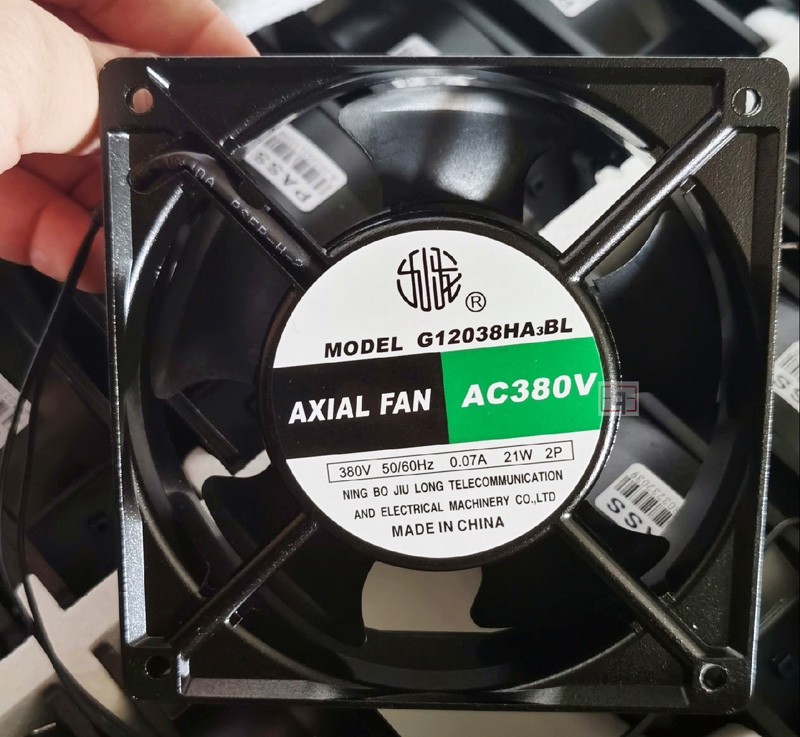 PASS
®
MODEL G12038HA₃BL
AXIAL FAN
AC380V
380V 50/60Hz 0.07A 21W 2P
NING BO JIU LONG TELECOMMUNICATION
AND ELECTRICAL MACHINERY CO.,LTD
MADE IN CHINA